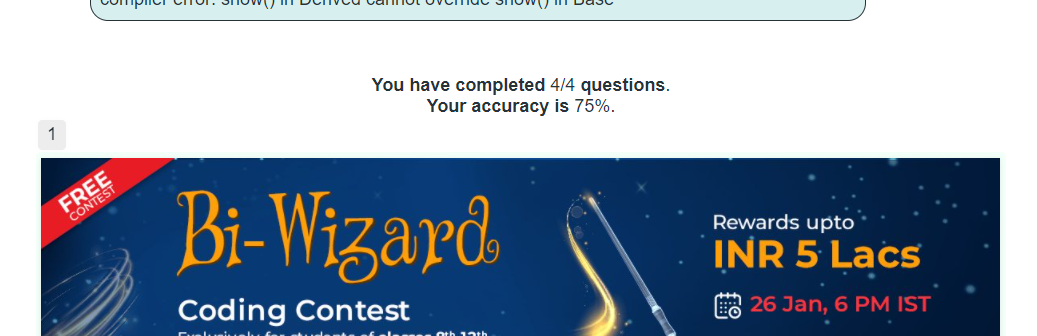 compiler error: show() in Derived cannot override show() in Base
You have completed 4/4 questions.
Your accuracy is 75%.
1
FREE
CONTEST
Bi-Wizard
Coding Contest
Exclusively for students of classes 8th-12th
Rewards upto
INR 5 Lacs
26 Jan, 6 PM IST